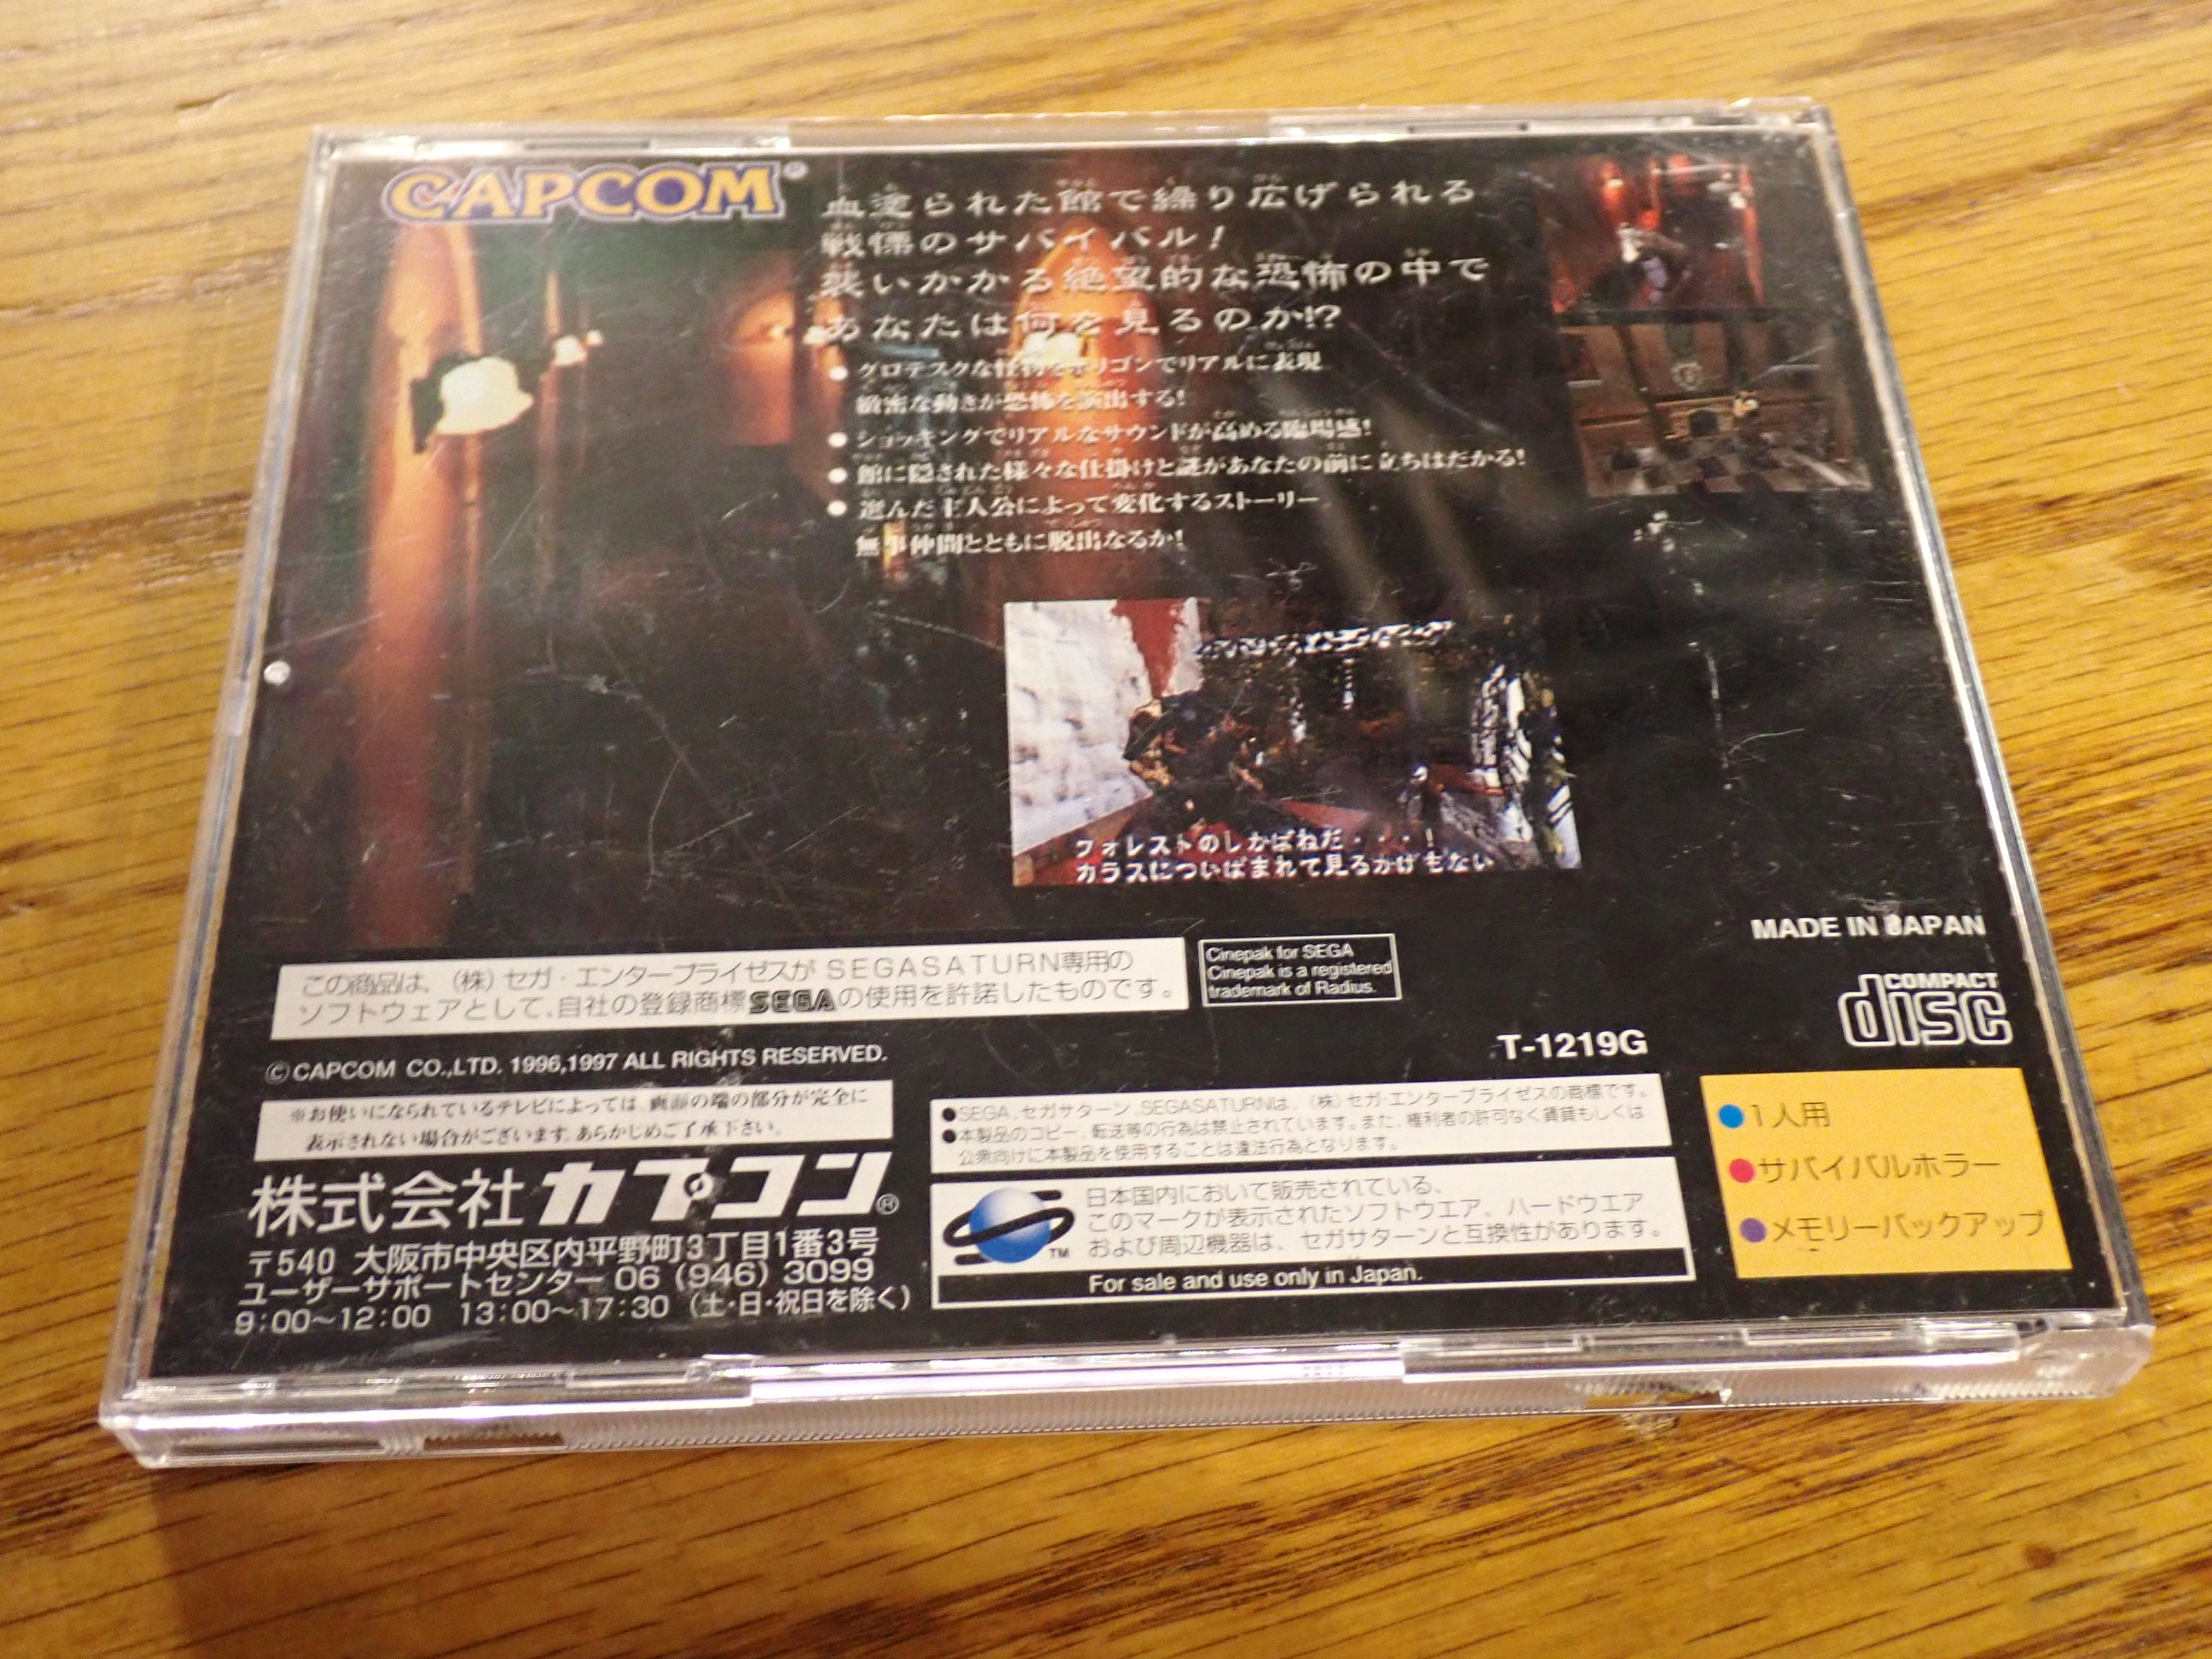 CAPCOM®
血塗られた館で繰り広げられる
戦慄のサバイバル!
襲いかかる絶望的な恐怖の中で
あなたは何を見るのか!?
●グロテスクな怪物をポリゴンでリアルに表現
緻密な動きが恐怖を演出する!
●ショッキングでリアルなサウンドが高める臨場感!
●館に隠された様々な仕掛けと謎があなたの前に立ちはだかる!
●選んだ主人公によって変化するストーリー
無事仲間とともに脱出なるか!
フォレストのしかばねだ・・・!
カラスについばまれて見るかげもない
MADE IN JAPAN
COMPACT
disc
この商品は、(株)セガ・エンタープライゼスがSEGASATURN専用の
ソフトウェアとして、自社の登録商標SEGAの使用を許諾したものです。
Cinepak for SEGA
Cinepak is a registered
trademark of Radius.
©CAPCOM CO.,LTD. 1996,1997 ALL RIGHTS RESERVED.
T-1219G
※お使いになられているテレビによっては、画面の端の部分が完全に
表示されない場合がございます。あらかじめご了承下さい。
●SEGA、セガサターン、SEGASATURNは、(株)セガ・エンタープライゼスの商標です。
●本製品のコピー、転送等の行為は禁止されています。また、権利者の許可なく賃貸もしくは
公衆向けに本製品を使用することは違法行為となります。
株式会社カプコン®
〒540 大阪市中央区内平野町3丁目1番3号
ユーザーサポートセンター 06(946)3099
9:00~12:00 13:00~17:30(土・日・祝日を除く)
日本国内において販売されている、
このマークが表示されたソフトウエア、ハードウエア
および周辺機器は、セガサターンと互換性があります。
TM
For sale and use only in Japan.
●1人用
●サバイバルホラー
●メモリーバックアップ